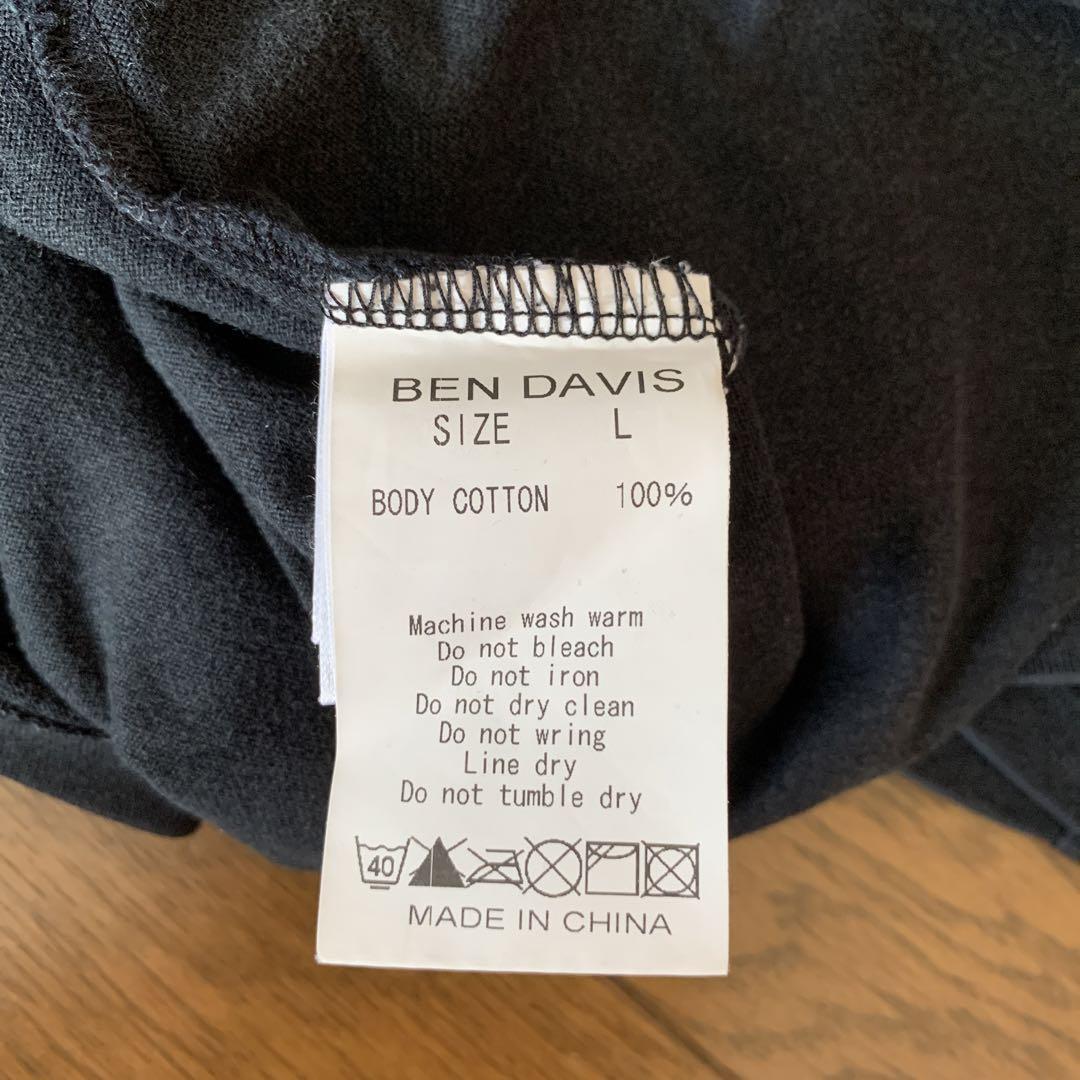 BEN DAVIS
SIZE L
BODY COTTON 100%
Machine wash warm
Do not bleach
Do not iron
Do not dry clean
Do not wring
Line dry
Do not tumble dry
40
MADE IN CHINA